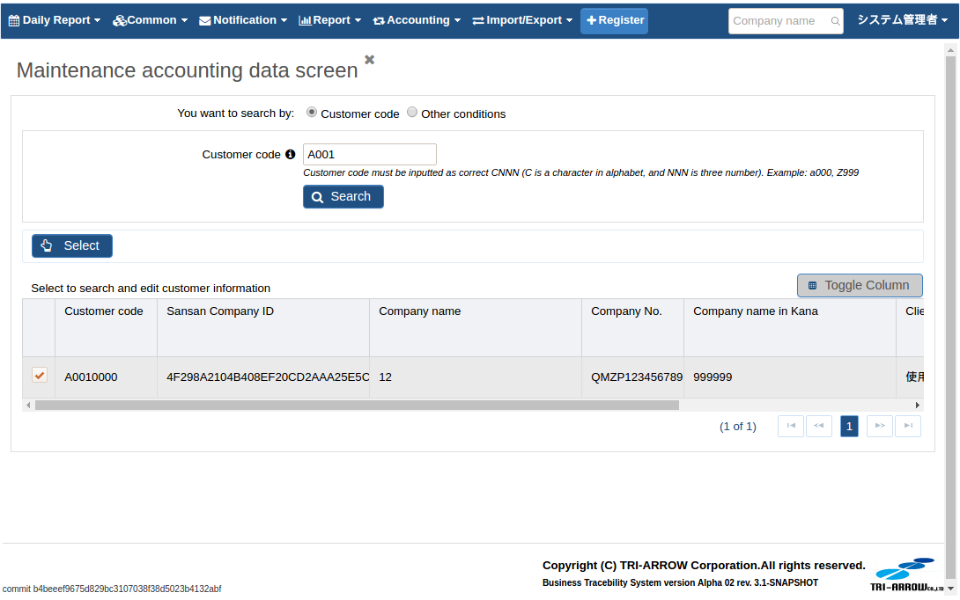 Daily Report Common Notification Report Accounting Import/Export Register Company name システム管理者
Maintenance accounting data screen
You want to search by: Customer code Other conditions
Customer code A001
Customer code must be inputted as correct CNNN (C is a character in alphabet, and NNN is three number). Example: a000, Z999
Search
Select
Select to search and edit customer information Toggle Column
Customer code Sansan Company ID Company name Company No. Company name in Kana Clie
A0010000 4F298A2104B408EF20CD2AAA25E5C 12 QMZP123456789 999999 使用
(1 of 1) 1
Copyright (C) TRI-ARROW Corporation.All rights reserved.
Business Tracebility System version Alpha 02 rev. 3.1-SNAPSHOT
TRI-ARROW CO.,LTD
commit b4beeef9675d829bc3107038f38d5023b4132abf